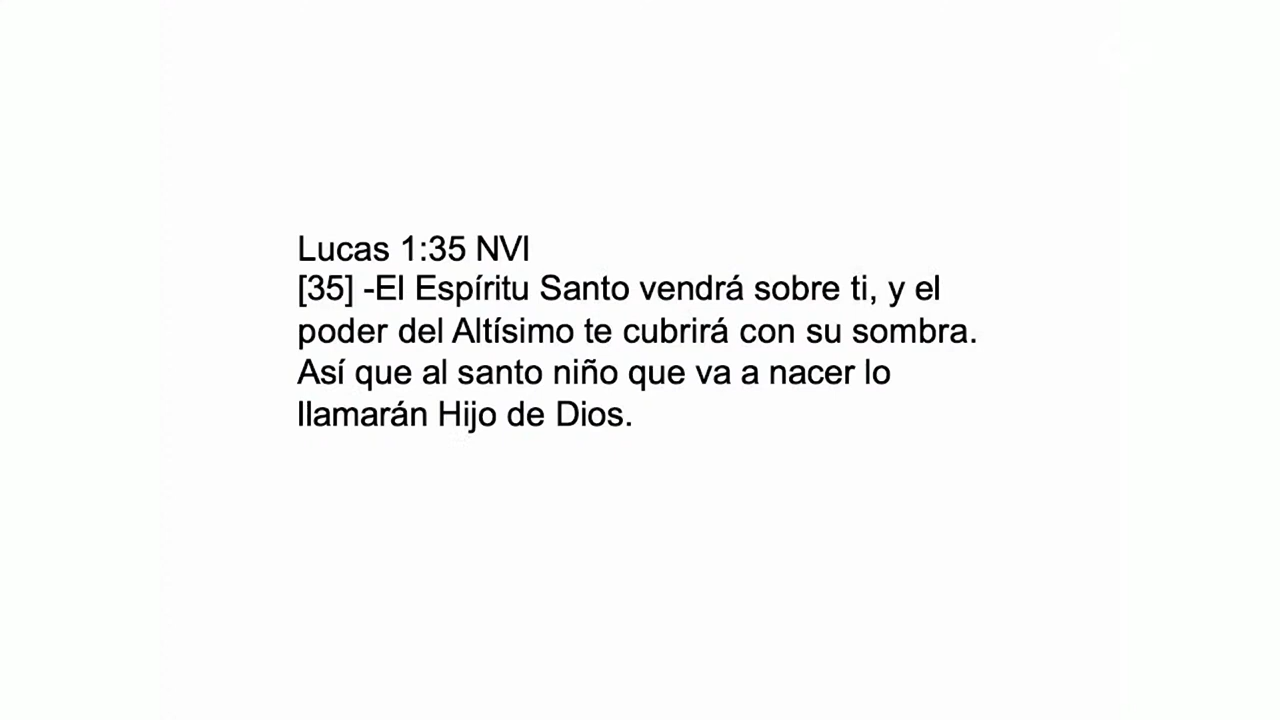 Lucas 1:35 NVI
[35] -El Espíritu Santo vendrá sobre ti, y el
poder del Altísimo te cubrirá con su sombra.
Así que al santo niño que va a nacer lo
llamarán Hijo de Dios.